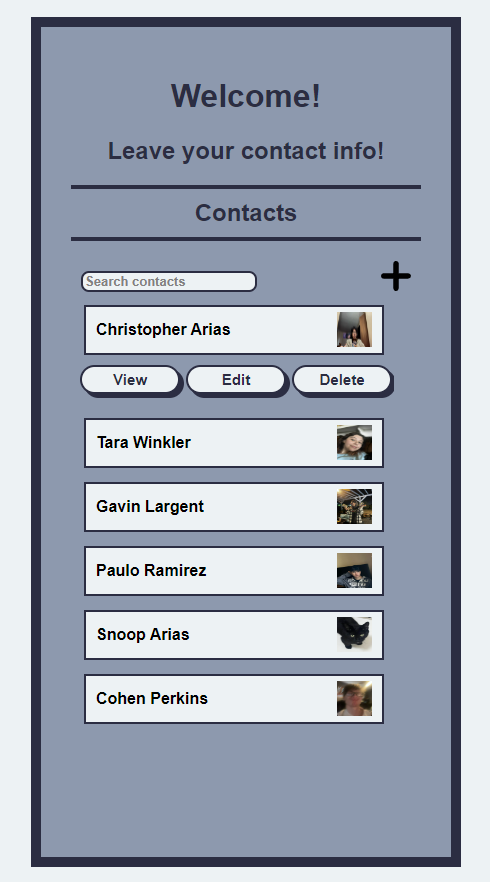 Welcome!
Leave your contact info!
Contacts
Search contacts
Christopher Arias
View Edit Delete
Tara Winkler
Gavin Largent
Paulo Ramirez
Snoop Arias
Cohen Perkins